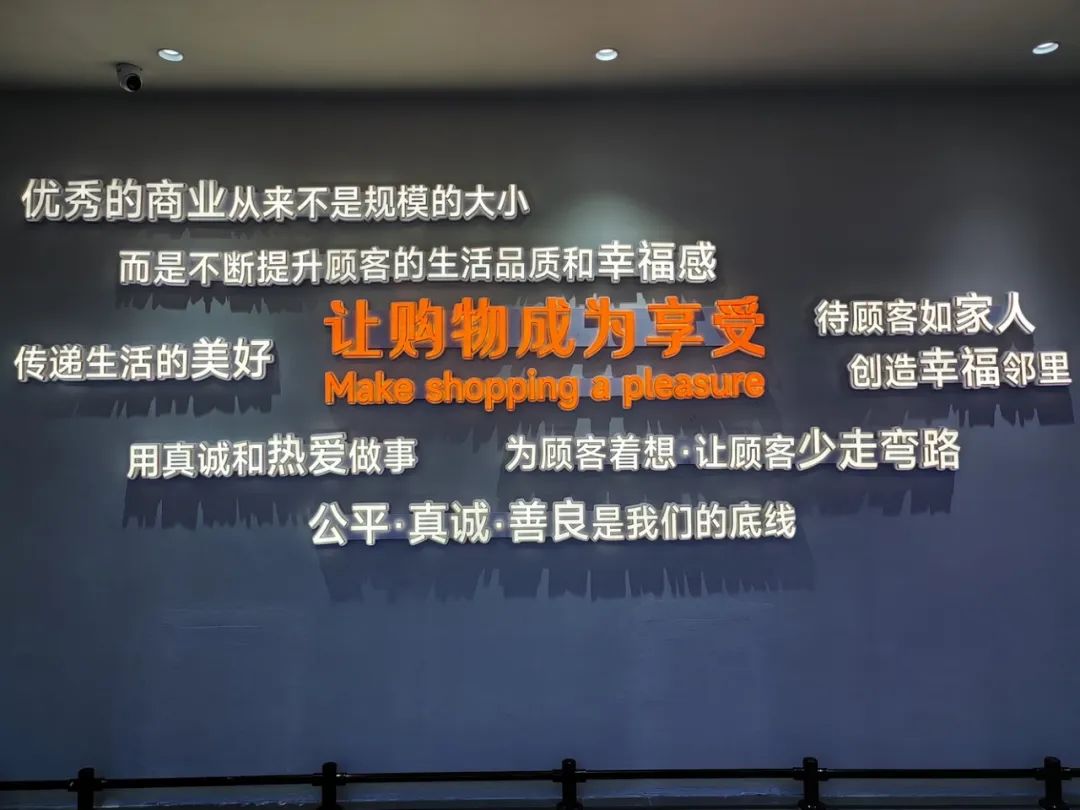 优秀的商业从来不是规模的大小
而是不断提升顾客的生活品质和幸福感
让购物成为享受
Make shopping a pleasure
待顾客如家人
创造幸福邻里
传递生活的美好
用真诚和热爱做事
为顾客着想·让顾客少走弯路
公平·真诚·善良是我们的底线